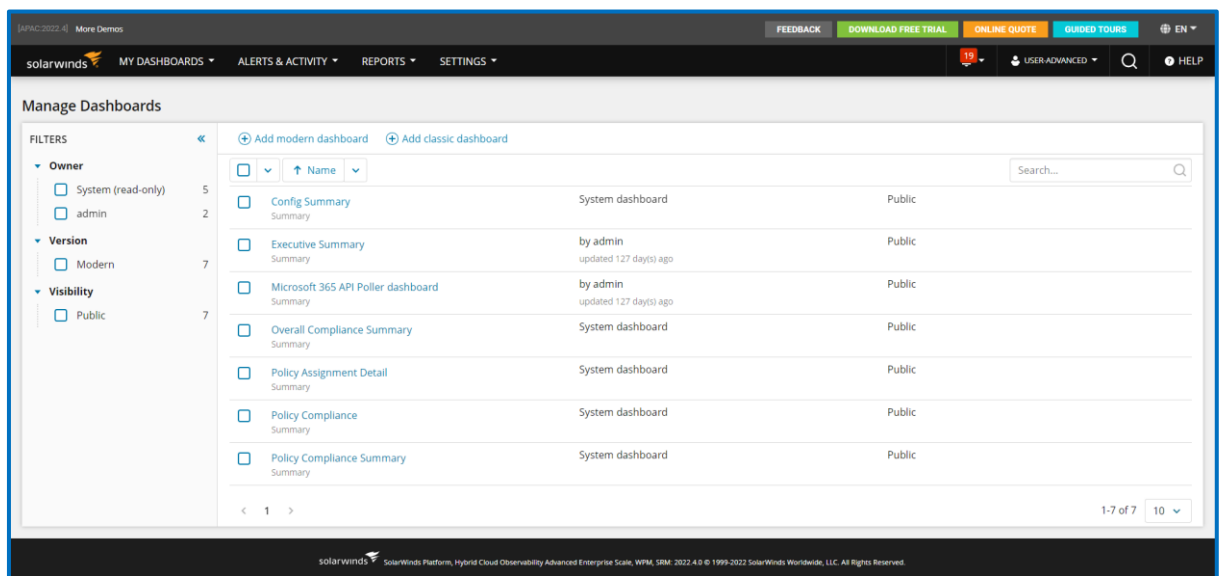 [APAC:2022.4] More Demos FEEDBACK DOWNLOAD FREE TRIAL ONLINE QUOTE GUIDED TOURS EN
solarwinds MY DASHBOARDS ALERTS & ACTIVITY REPORTS SETTINGS 19 USER-ADVANCED HELP
Manage Dashboards
FILTERS
Owner
System (read-only) 5
admin 2
Version
Modern 7
Visibility
Public 7
Add modern dashboard Add classic dashboard
Name Search...
Config Summary System dashboard Public
Summary
Executive Summary by admin Public
Summary updated 127 day(s) ago
Microsoft 365 API Poller dashboard by admin Public
Summary updated 127 day(s) ago
Overall Compliance Summary System dashboard Public
Summary
Policy Assignment Detail System dashboard Public
Summary
Policy Compliance System dashboard Public
Summary
Policy Compliance Summary System dashboard Public
Summary
< 1 > 1-7 of 7 10
solarwinds SolarWinds Platform, Hybrid Cloud Observability Advanced Enterprise Scale, WPM, SRM: 2022.4.0 © 1999-2022 SolarWinds Worldwide, LLC. All Rights Reserved.